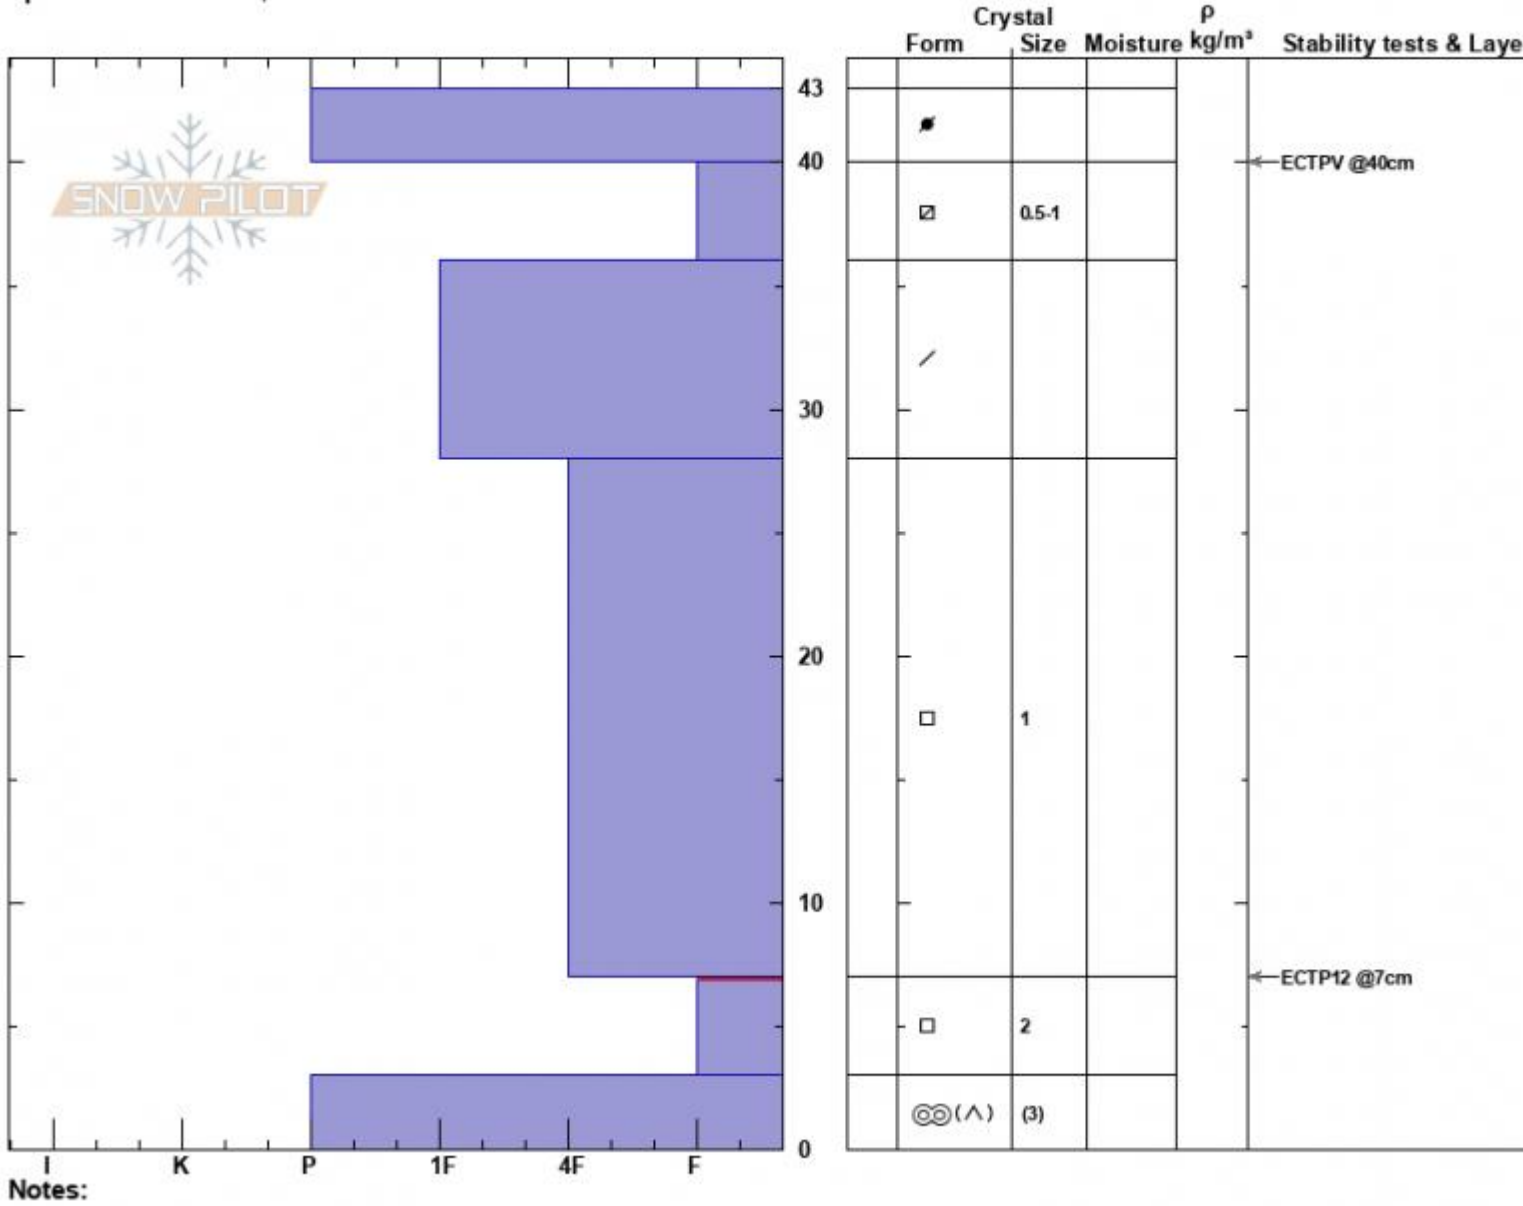 Crystal ρ
Form Size Moisture kg/m³ Stability tests & Laye
43
SNOW PILOT
40 ECTPV @40cm
0.5-1
30
20
1
10
ECTP12 @7cm
2
(3)
0
I K P 1F 4F F
Notes: